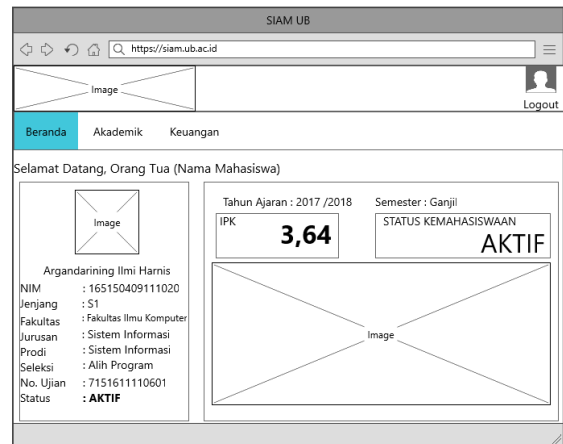 SIAM UB
https://siam.ub.ac.id
Image
Logout
Beranda Akademik Keuangan
Selamat Datang, Orang Tua (Nama Mahasiswa)
Image
Argandarining Ilmi Harnis
NIM : 165150409111020
Jenjang : S1
Fakultas : Fakultas Ilmu Komputer
Jurusan : Sistem Informasi
Prodi : Sistem Informasi
Seleksi : Alih Program
No. Ujian : 7151611110601
Status : AKTIF
Tahun Ajaran : 2017 /2018 Semester : Ganjil
IPK
3,64
STATUS KEMAHASISWAAN
AKTIF
Image